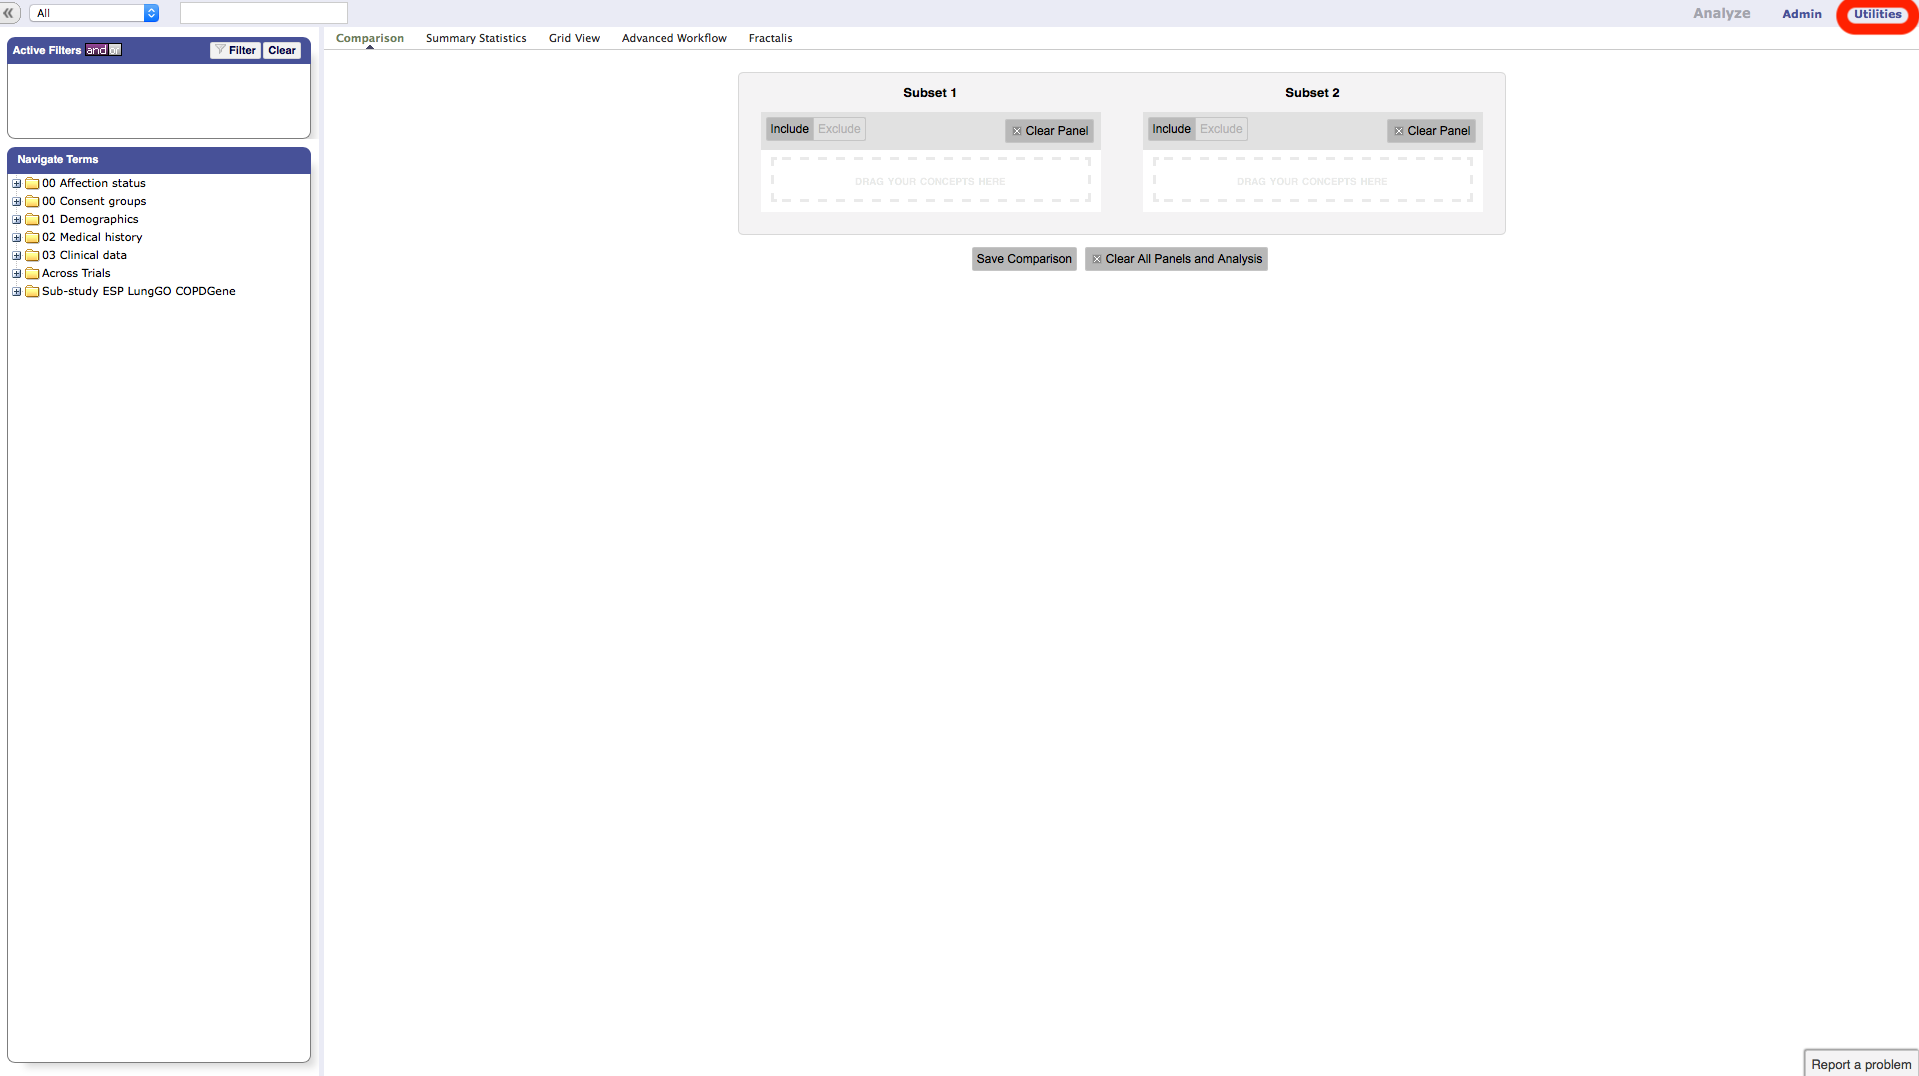 All
Analyze Admin Utilities
Comparison Summary Statistics Grid View Advanced Workflow Fractalis
Active Filters and or Filter Clear
Navigate Terms
00 Affection status
00 Consent groups
01 Demographics
02 Medical history
03 Clinical data
Across Trials
Sub-study ESP LungGO COPDGene
Subset 1
Include Exclude Clear Panel
DRAG YOUR CONCEPTS HERE
Subset 2
Include Exclude Clear Panel
DRAG YOUR CONCEPTS HERE
Save Comparison Clear All Panels and Analysis
Report a problem